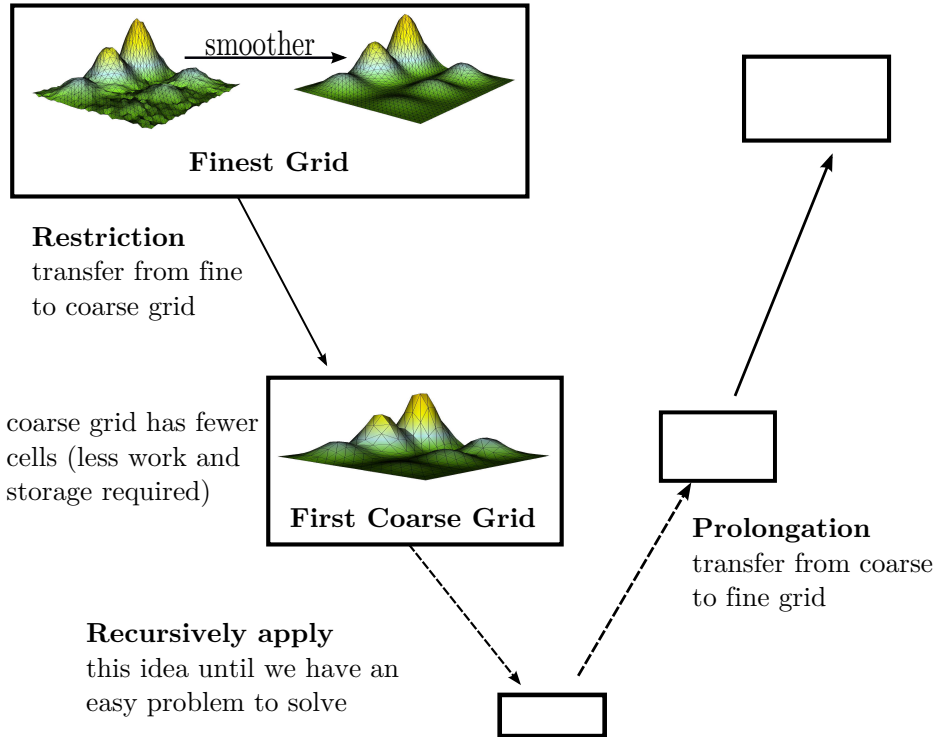 smoother
Finest Grid
Restriction
transfer from fine
to coarse grid
coarse grid has fewer
cells (less work and
storage required)
First Coarse Grid
Prolongation
transfer from coarse
to fine grid
Recursively apply
this idea until we have an
easy problem to solve